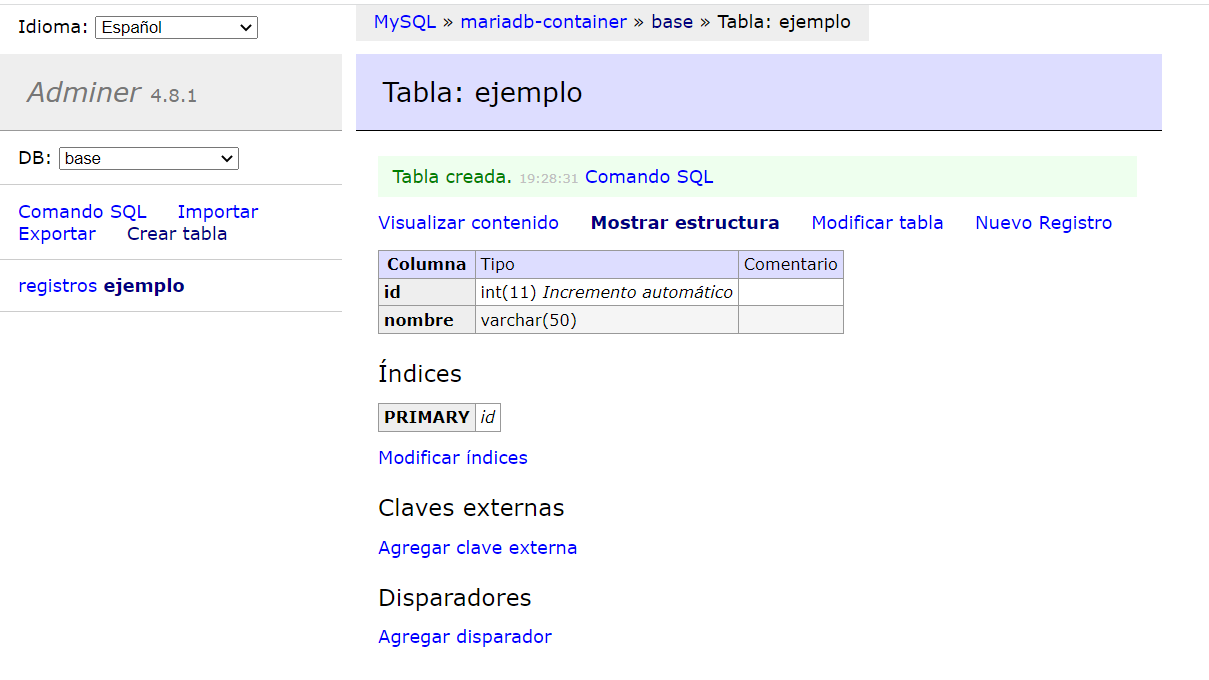 Idioma: Español
Adminer 4.8.1
DB: base
Comando SQL Importar
Exportar Crear tabla
registros ejemplo
MySQL » mariadb-container » base » Tabla: ejemplo
Tabla: ejemplo
Tabla creada. 19:28:31 Comando SQL
Visualizar contenido Mostrar estructura Modificar tabla Nuevo Registro
Columna Tipo Comentario
id int(11) Incremento automático
nombre varchar(50)
Índices
PRIMARY id
Modificar índices
Claves externas
Agregar clave externa
Disparadores
Agregar disparador